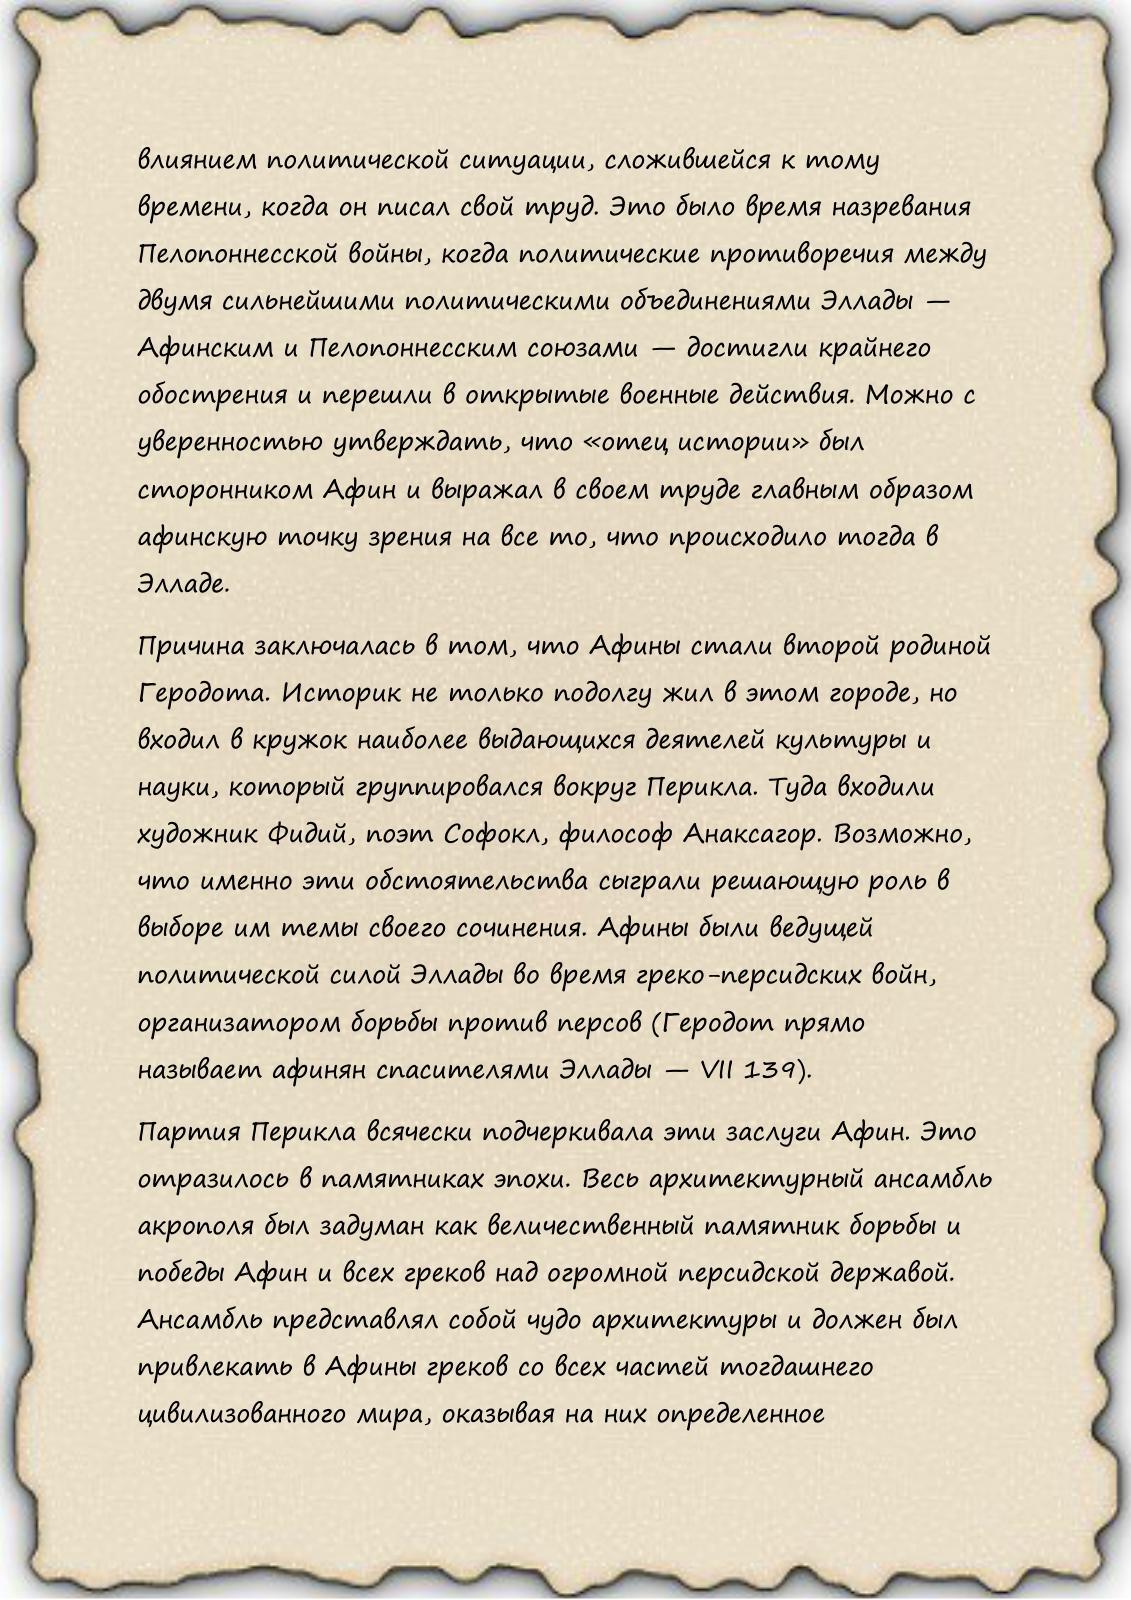 влиянием политической ситуации, сложившейся к тому
времени, когда он писал свой труд. Это было время назревания
Пелопоннесской войны, когда политические противоречия между
двумя сильнейшими политическими объединениями Эллады —
Афинским и Пелопоннесским союзами — достигли крайнего
обострения и перешли в открытые военные действия. Можно с
уверенностью утверждать, что «отец истории» был
сторонником Афин и выражал в своем труде главным образом
афинскую точку зрения на все то, что происходило тогда в
Элладе.
Причина заключалась в том, что Афины стали второй родиной
Геродота. Историк не только подолгу жил в этом городе, но
входил в кружок наиболее выдающихся деятелей культуры и
науки, который группировался вокруг Перикла. Туда входили
художник Фидий, поэт Софокл, философ Анаксагор. Возможно,
что именно эти обстоятельства сыграли решающую роль в
выборе им темы своего сочинения. Афины были ведущей
политической силой Эллады во время греко-персидских войн,
организатором борьбы против персов (Геродот прямо
называет афинян спасителями Эллады — VII 139).
Партия Перикла всячески подчеркивала эти заслуги Афин. Это
отразилось в памятниках эпохи. Весь архитектурный ансамбль
акрополя был задуман как величественный памятник борьбы и
победы Афин и всех греков над огромной персидской державой.
Ансамбль представлял собой чудо архитектуры и должен был
привлекать в Афины греков со всех частей тогдашнего
цивилизованного мира, оказывая на них определенное